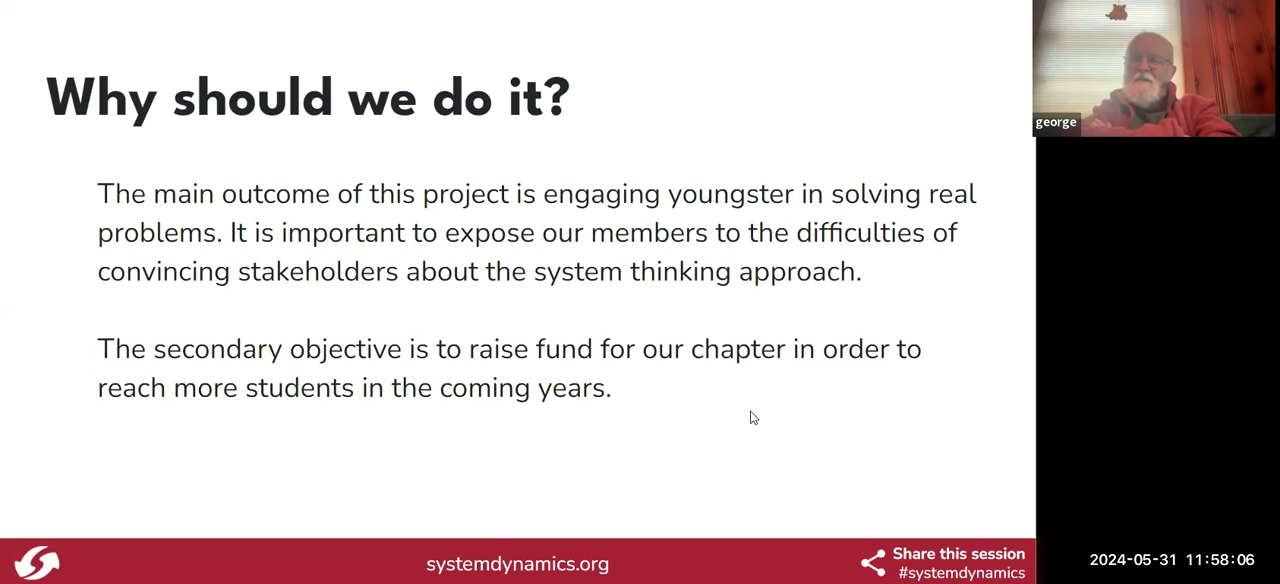 Why should we do it?
The main outcome of this project is engaging youngster in solving real
problems. It is important to expose our members to the difficulties of
convincing stakeholders about the system thinking approach.
The secondary objective is to raise fund for our chapter in order to
reach more students in the coming years.
george
systemdynamics.org
Share this session
#systemdynamics
2024-05-31 11:58:06